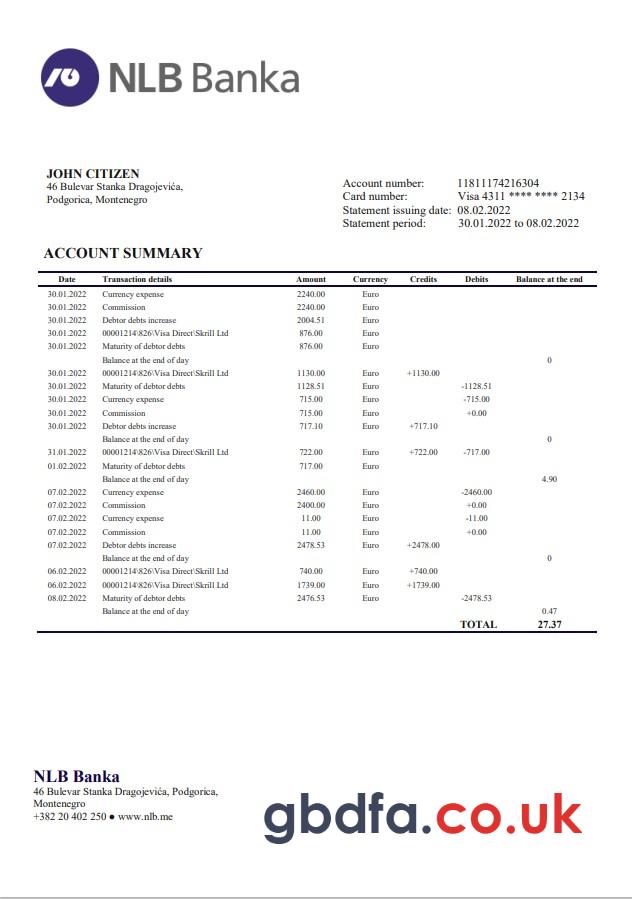 NLB Banka
JOHN CITIZEN
46 Bulevar Stanka Dragojevića,
Podgorica, Montenegro
Account number: 11811174216304
Card number: Visa 4311 **** **** 2134
Statement issuing date: 08.02.2022
Statement period: 30.01.2022 to 08.02.2022
ACCOUNT SUMMARY
Date Transaction details Amount Currency Credits Debits Balance at the end
30.01.2022 Currency expense 2240.00 Euro
30.01.2022 Commission 2240.00 Euro
30.01.2022 Debtor debts increase 2004.51 Euro
30.01.2022 00001214\826\Visa Direct\Skrill Ltd 876.00 Euro
30.01.2022 Maturity of debtor debts 876.00 Euro
Balance at the end of day 0
30.01.2022 00001214\826\Visa Direct\Skrill Ltd 1130.00 Euro +1130.00
30.01.2022 Maturity of debtor debts 1128.51 Euro -1128.51
30.01.2022 Currency expense 715.00 Euro -715.00
30.01.2022 Commission 715.00 Euro +0.00
30.01.2022 Debtor debts increase 717.10 Euro +717.10
Balance at the end of day 0
31.01.2022 00001214\826\Visa Direct\Skrill Ltd 722.00 Euro +722.00 -717.00
01.02.2022 Maturity of debtor debts 717.00 Euro
Balance at the end of day 4.90
07.02.2022 Currency expense 2460.00 Euro -2460.00
07.02.2022 Commission 2400.00 Euro +0.00
07.02.2022 Currency expense 11.00 Euro -11.00
07.02.2022 Commission 11.00 Euro +0.00
07.02.2022 Debtor debts increase 2478.53 Euro +2478.00
Balance at the end of day 0
06.02.2022 00001214\826\Visa Direct\Skrill Ltd 740.00 Euro +740.00
06.02.2022 00001214\826\Visa Direct\Skrill Ltd 1739.00 Euro +1739.00
08.02.2022 Maturity of debtor debts 2476.53 Euro -2478.53
Balance at the end of day 0.47
TOTAL 27.37
NLB Banka
46 Bulevar Stanka Dragojevića, Podgorica,
Montenegro
+382 20 402 250 ● www.nlb.me
gbdfa.co.uk